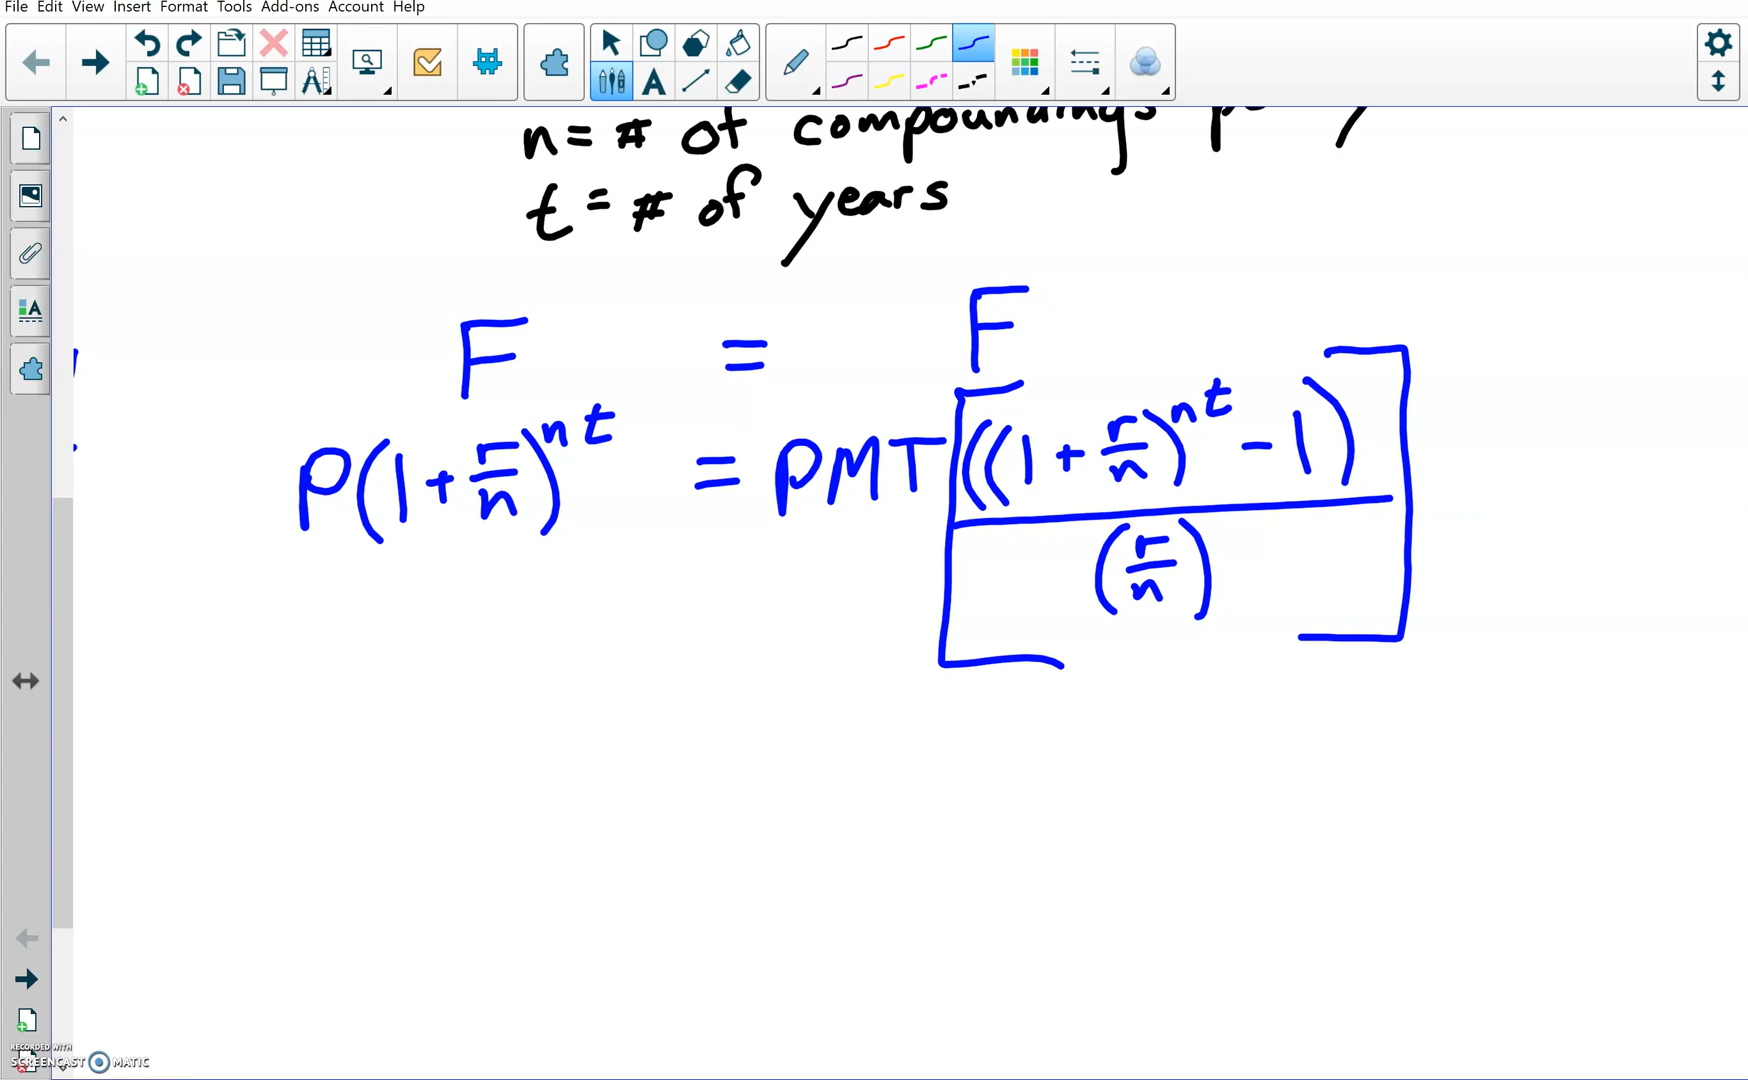 File Edit View Insert Format Tools Add-ons Account Help
n = # of compoundings
t = # of years
F = F
P(1 + r/n)^nt = PMT[((1 + r/n)^nt - 1) / (r/n)]
RECORDED WITH
SCREENCAST MATIC